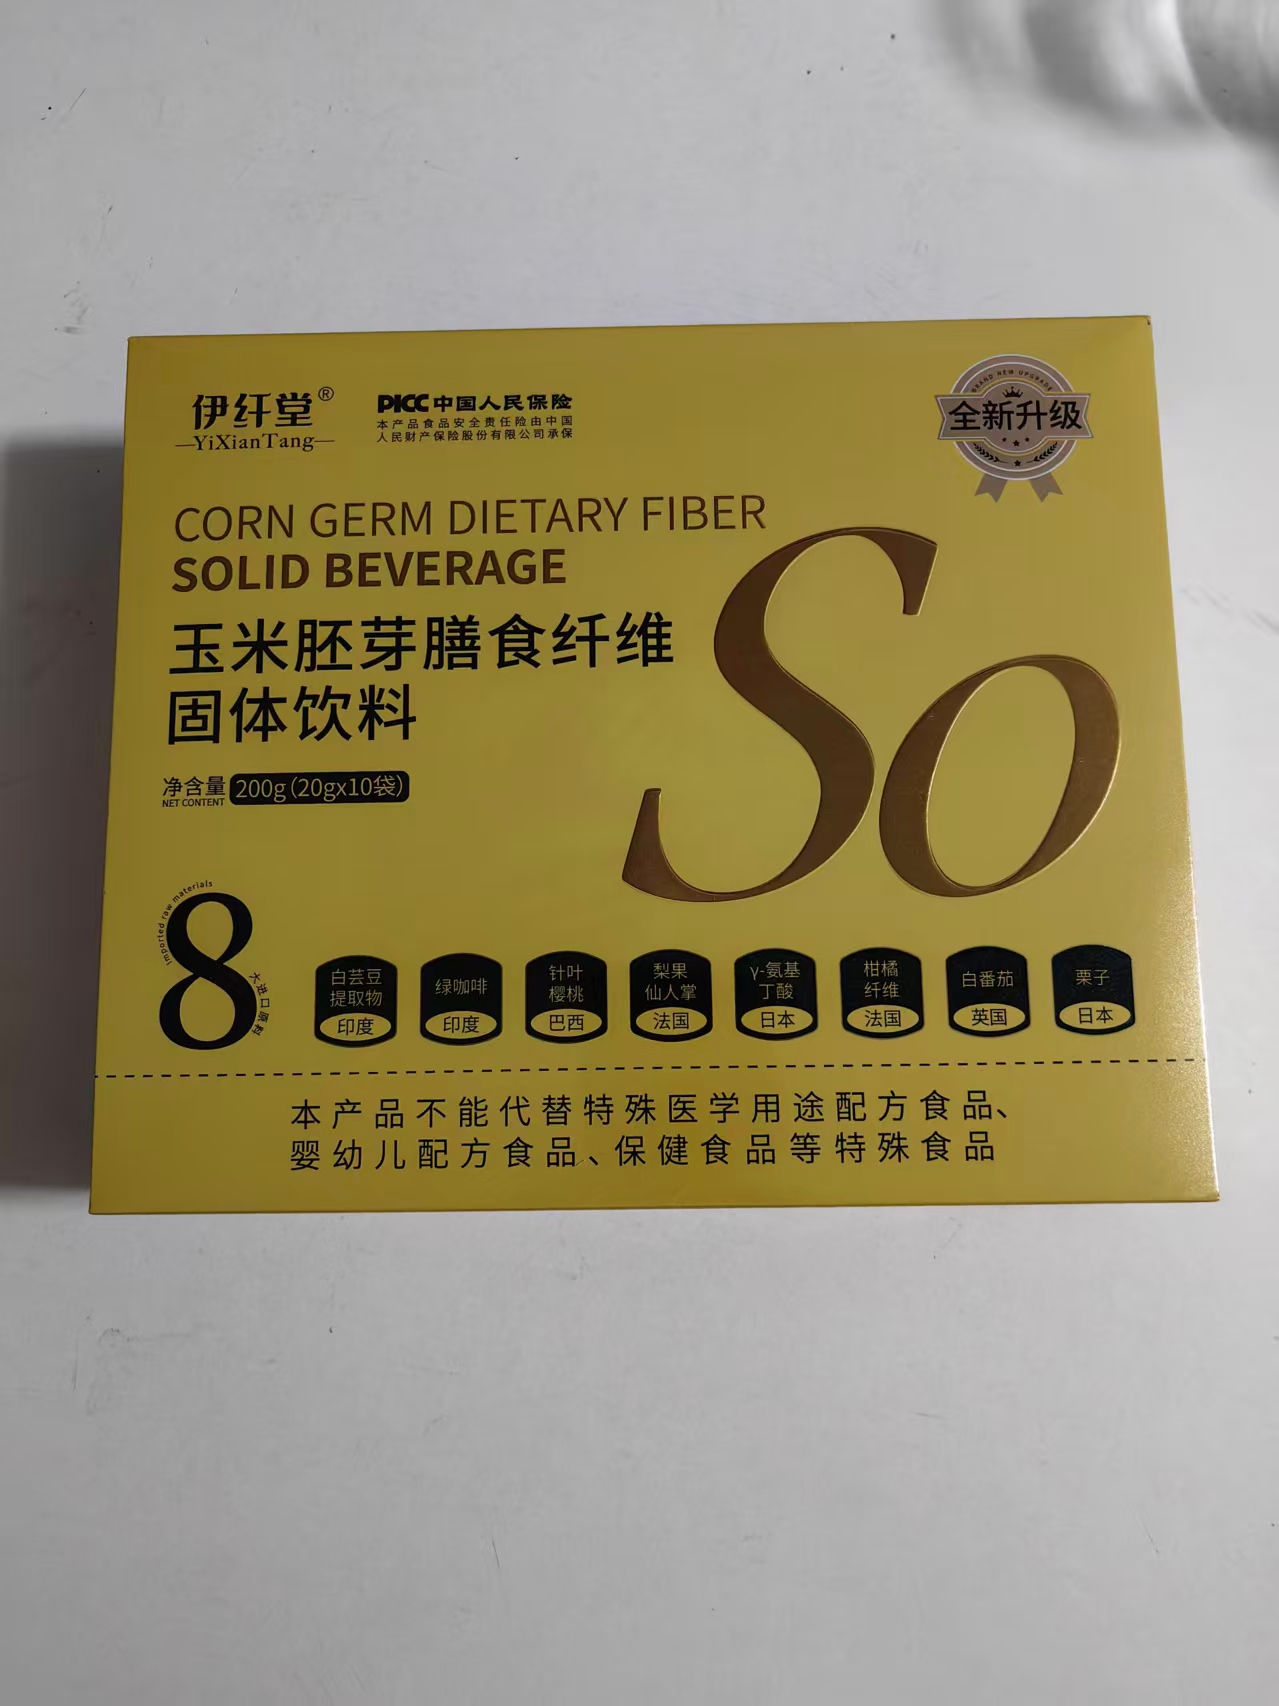 伊纤堂®
YiXianTang
PICC中国人民保险
本产品食品安全责任险由中国
人民财产保险股份有限公司承保
BRAND NEW UPGRADE
全新升级
CORN GERM DIETARY FIBER
SOLID BEVERAGE
玉米胚芽膳食纤维
固体饮料
So
净含量
NET CONTENT
200g(20gx10袋)
Imported raw materials
8
大进口原料
白芸豆
提取物
印度
绿咖啡
印度
针叶
樱桃
巴西
梨果
仙人掌
法国
γ-氨基
丁酸
日本
柑橘
纤维
法国
白番茄
英国
栗子
日本
本产品不能代替特殊医学用途配方食品、
婴幼儿配方食品、保健食品等特殊食品